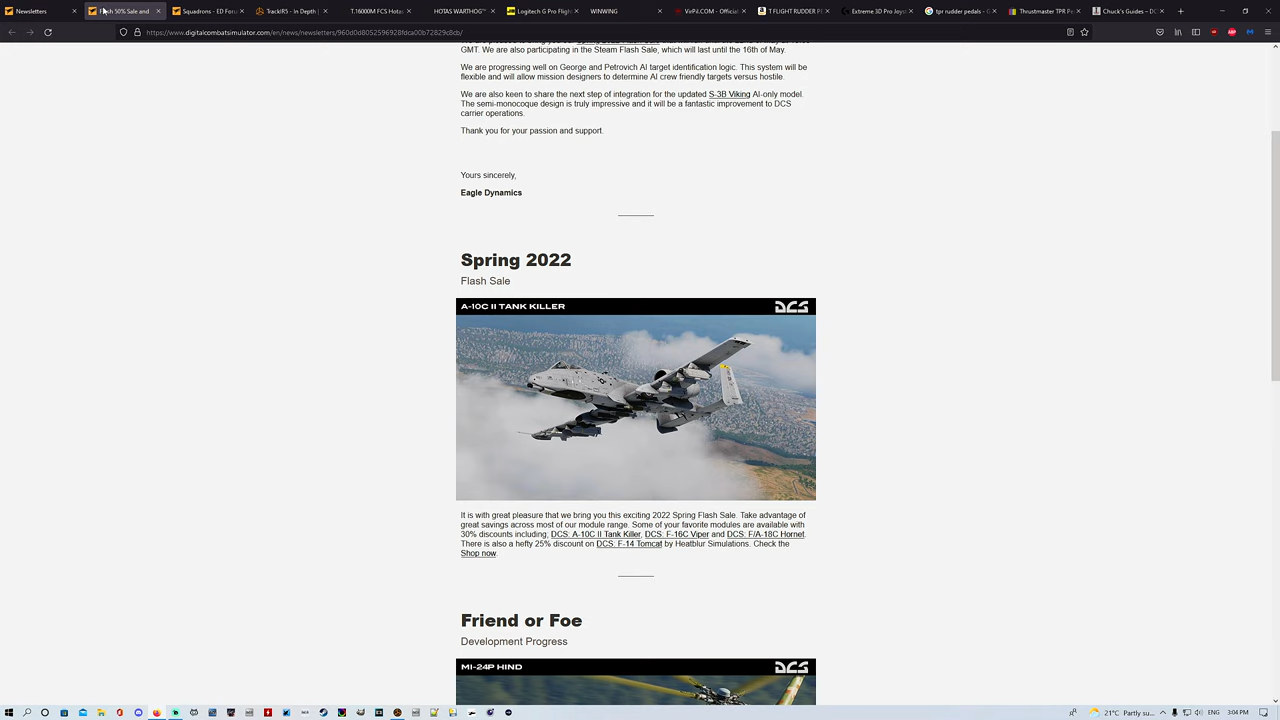 Newsletters
Flash 50% Sale and
Squadrons - ED Foru
TrackIR5 - In Depth |
T.16000M FCS Hotas
HOTAS WARTHOG™
Logitech G Pro Flight
WINWING
VirPil.COM - Official
T FLIGHT RUDDER PE
Extreme 3D Pro Joys
tpr rudder pedals - G
Thrustmaster TPR Pe
Chuck's Guides - DC
https://www.digitalcombatsimulator.com/en/news/newsletters/960d0d8052596928fdca00b72829c8cb/
GMT. We are also participating in the Steam Flash Sale, which will last until the 16th of May.
We are progressing well on George and Petrovich AI target identification logic. This system will be
flexible and will allow mission designers to determine AI crew friendly targets versus hostile.
We are also keen to share the next step of integration for the updated S-3B Viking AI-only model.
The semi-monocoque design is truly impressive and it will be a fantastic improvement to DCS
carrier operations.
Thank you for your passion and support.
Yours sincerely,
Eagle Dynamics
Spring 2022
Flash Sale
A-10C II TANK KILLER
DCS
It is with great pleasure that we bring you this exciting 2022 Spring Flash Sale. Take advantage of
great savings across most of our module range. Some of your favorite modules are available with
30% discounts including; DCS: A-10C II Tank Killer, DCS: F-16C Viper and DCS: F/A-18C Hornet.
There is also a hefty 25% discount on DCS: F-14 Tomcat by Heatblur Simulations. Check the
Shop now.
Friend or Foe
Development Progress
MI-24P HIND
DCS
21°C Partly su...
ENG
3:04 PM